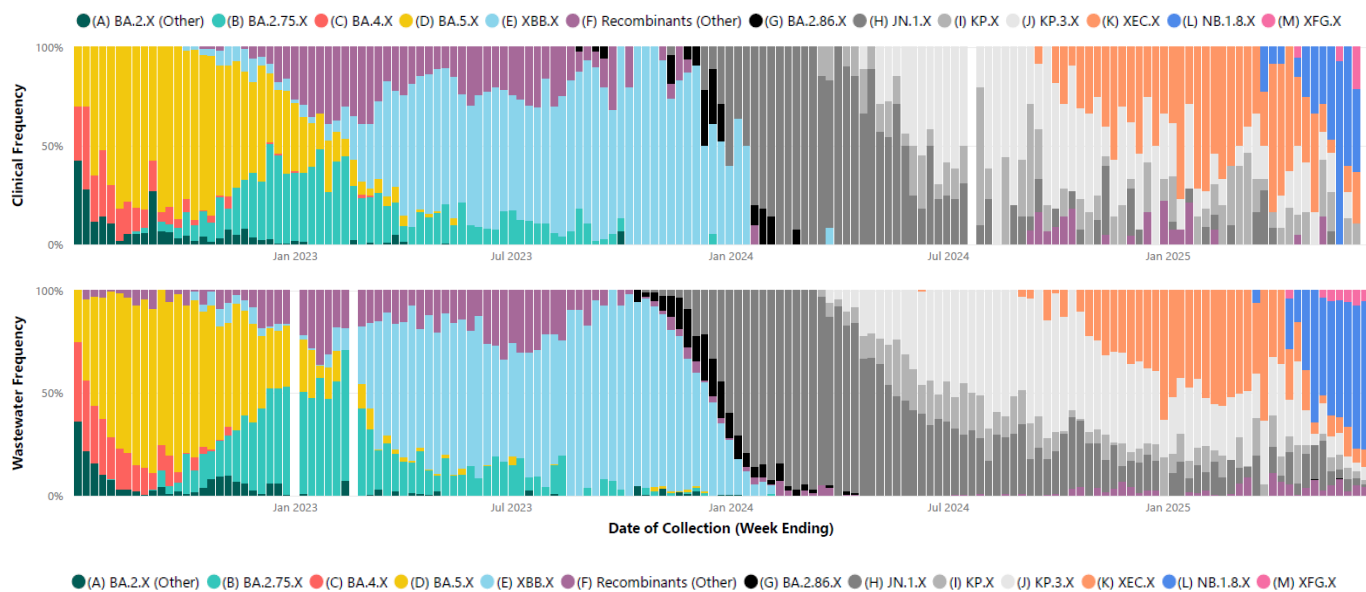 (A) BA.2.X (Other) (B) BA.2.75.X (C) BA.4.X (D) BA.5.X (E) XBB.X (F) Recombinants (Other) (G) BA.2.86.X (H) JN.1.X (I) KP.X (J) KP.3.X (K) XEC.X (L) NB.1.8.X (M) XFG.X
100%
50%
0%
Clinical Frequency
Jan 2023 Jul 2023 Jan 2024 Jul 2024 Jan 2025
100%
50%
0%
Wastewater Frequency
Jan 2023 Jul 2023 Jan 2024 Jul 2024 Jan 2025
Date of Collection (Week Ending)
(A) BA.2.X (Other) (B) BA.2.75.X (C) BA.4.X (D) BA.5.X (E) XBB.X (F) Recombinants (Other) (G) BA.2.86.X (H) JN.1.X (I) KP.X (J) KP.3.X (K) XEC.X (L) NB.1.8.X (M) XFG.X